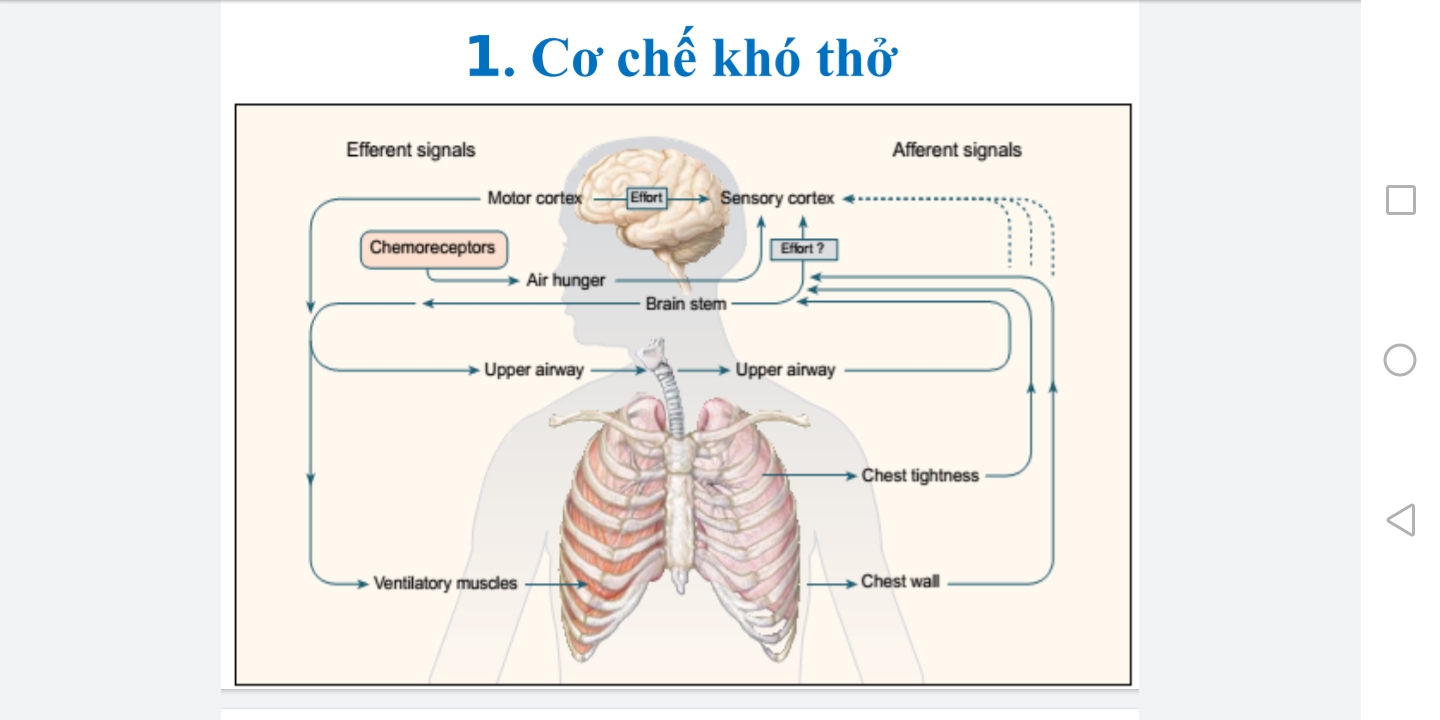 1. Cơ chế khó thở
Efferent signals
Afferent signals
Motor cortex
Effort
Sensory cortex
Chemoreceptors
Effort ?
Air hunger
Brain stem
Upper airway
Upper airway
Chest tightness
Ventilatory muscles
Chest wall